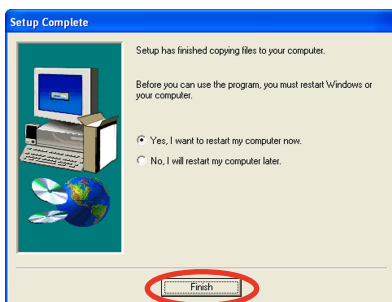 Setup Complete
Setup has finished copying files to your computer.
Before you can use the program, you must restart Windows or
your computer.
Yes, I want to restart my computer now.
No, I will restart my computer later.
Finish